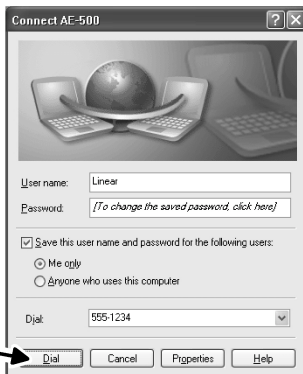 Connect AE-500
User name: Linear
Password: [To change the saved password, click here]
Save this user name and password for the following users:
Me only
Anyone who uses this computer
Dial: 555-1234
Dial Cancel Properties Help